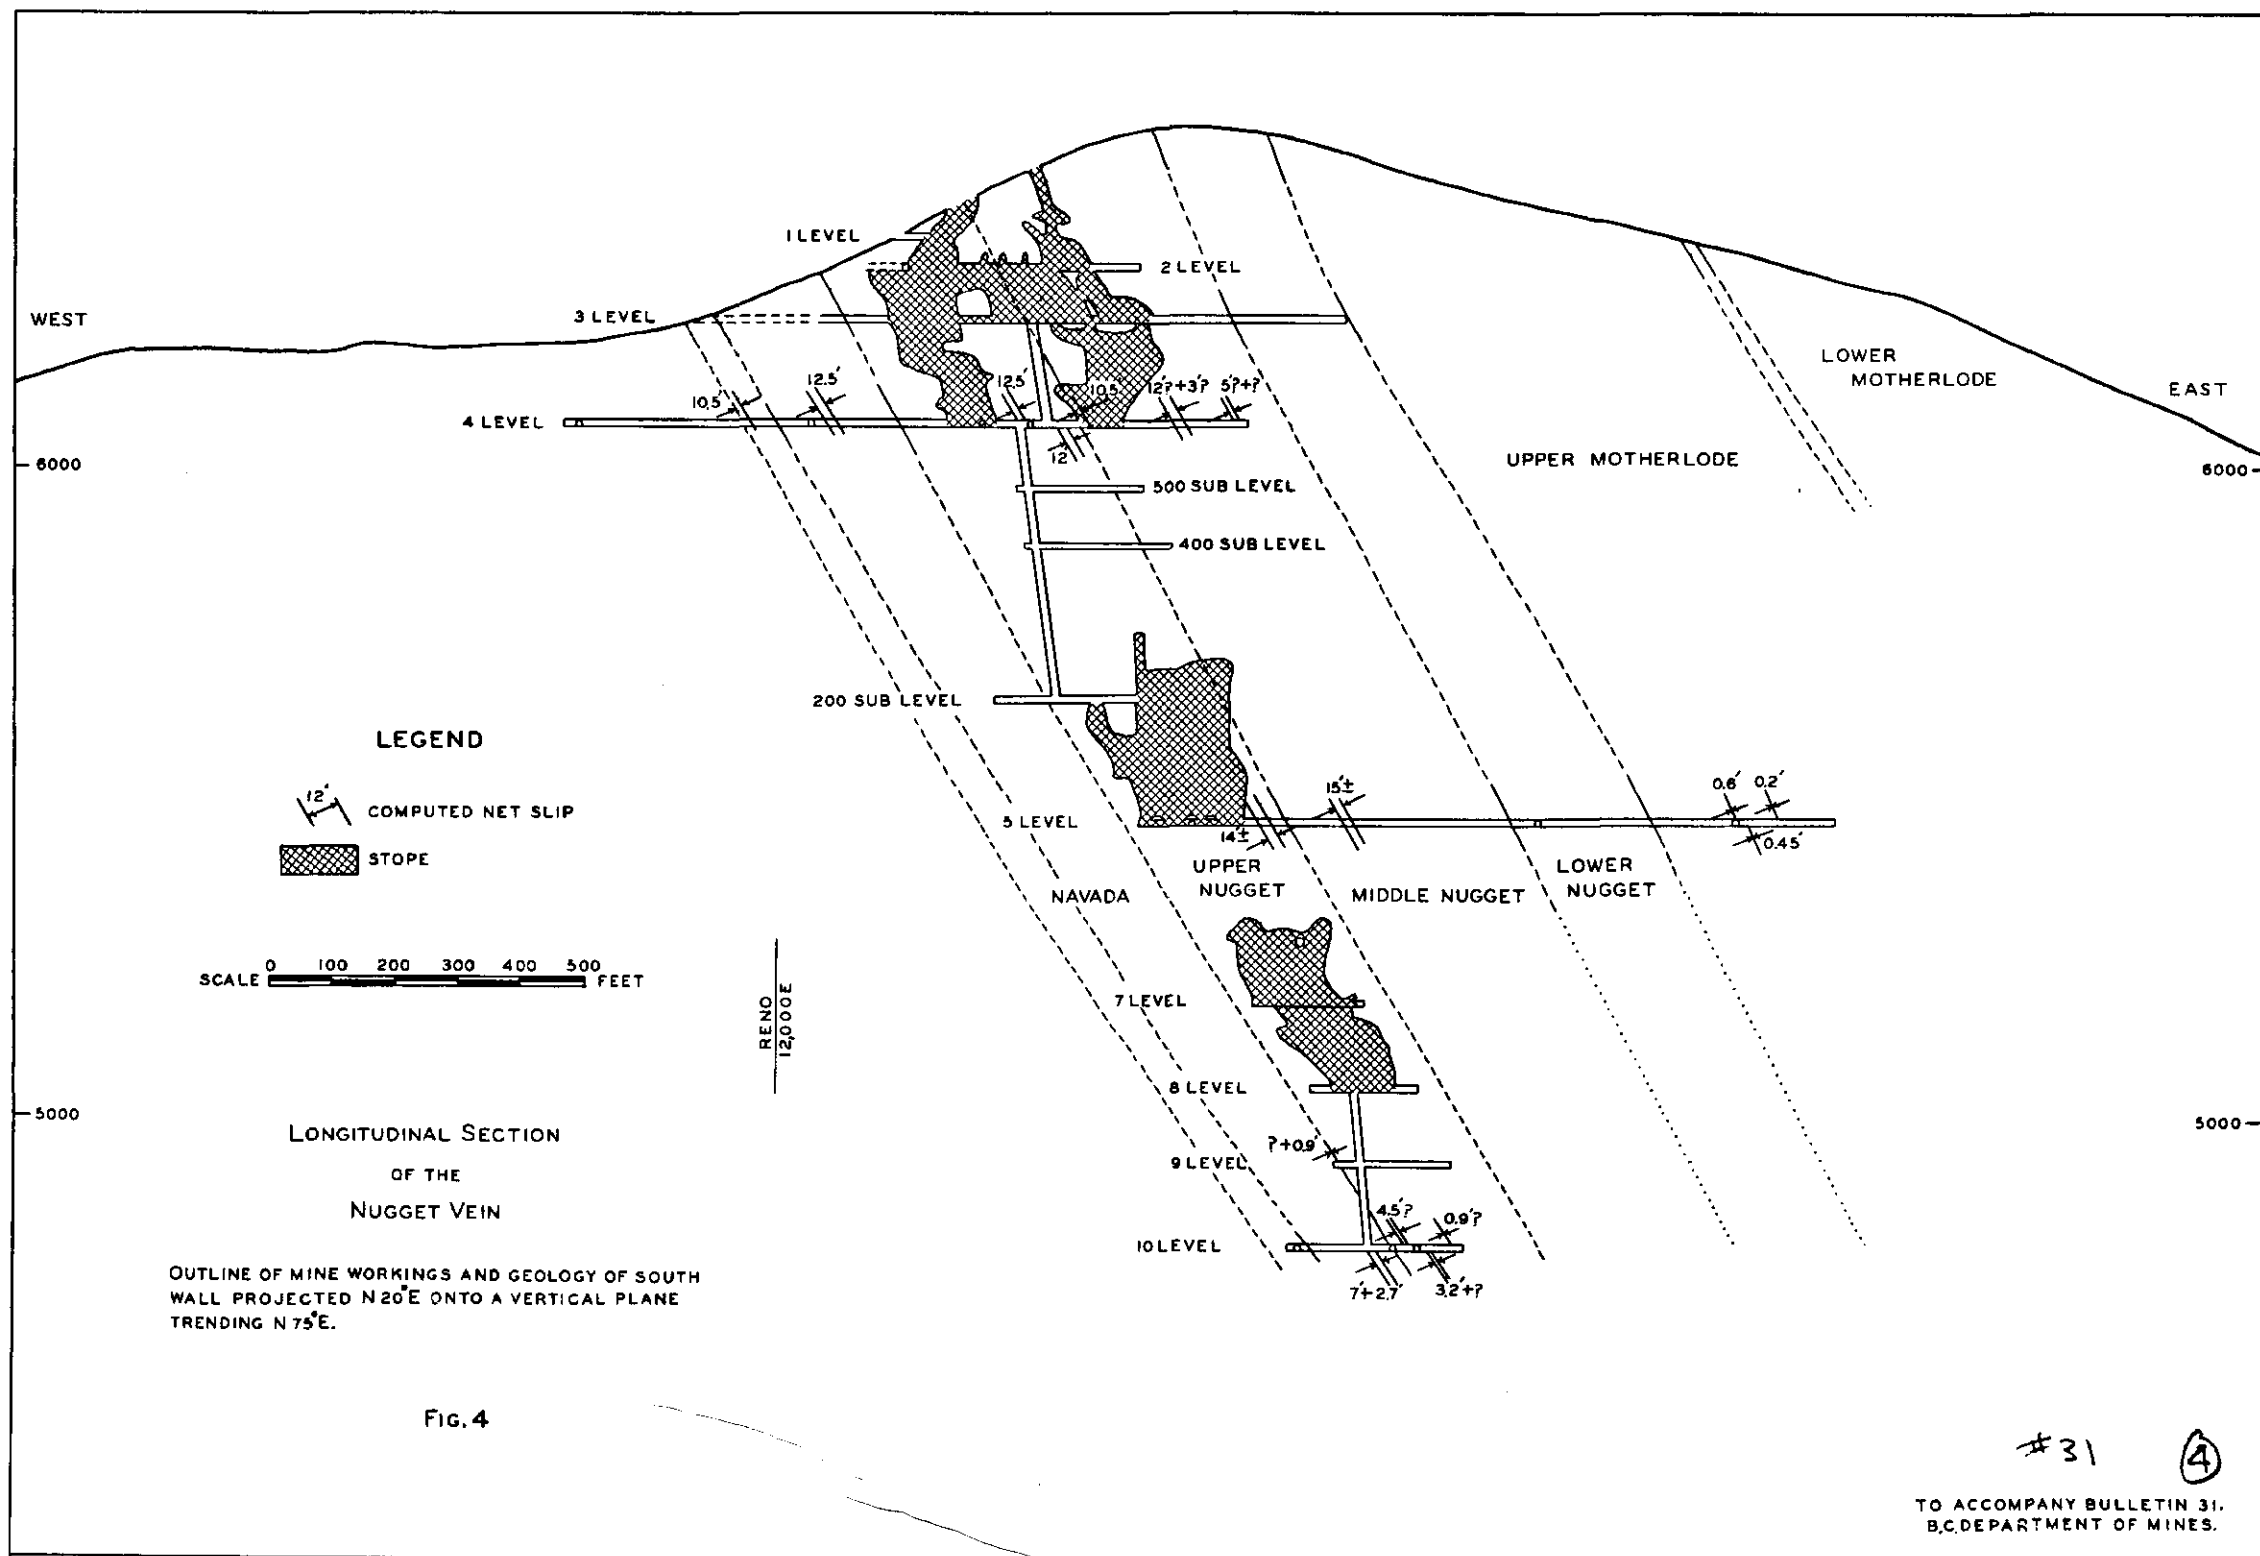 1 LEVEL
2 LEVEL
WEST
3 LEVEL
LOWER
MOTHERLODE
EAST
10.5'
12.5'
12.5'
10.5'
12'?+3'?
5'?+?
4 LEVEL
12'
6000
UPPER MOTHERLODE
6000
500 SUB LEVEL
400 SUB LEVEL
200 SUB LEVEL
LEGEND
12'
COMPUTED NET SLIP
STOPE
15'±
0.6'
0.2'
5 LEVEL
14'±
0.45'
UPPER
NUGGET
LOWER
NUGGET
NAVADA
MIDDLE NUGGET
SCALE 0 100 200 300 400 500 FEET
RENO
12,000E
7 LEVEL
8 LEVEL
5000
5000
LONGITUDINAL SECTION
OF THE
NUGGET VEIN
?+0.9'
9 LEVEL
4.5'?
0.9'?
10 LEVEL
7'+2.7'
3.2'+?
OUTLINE OF MINE WORKINGS AND GEOLOGY OF SOUTH
WALL PROJECTED N 20°E ONTO A VERTICAL PLANE
TRENDING N 75°E.
FIG. 4
#31
4
TO ACCOMPANY BULLETIN 31.
B.C. DEPARTMENT OF MINES.